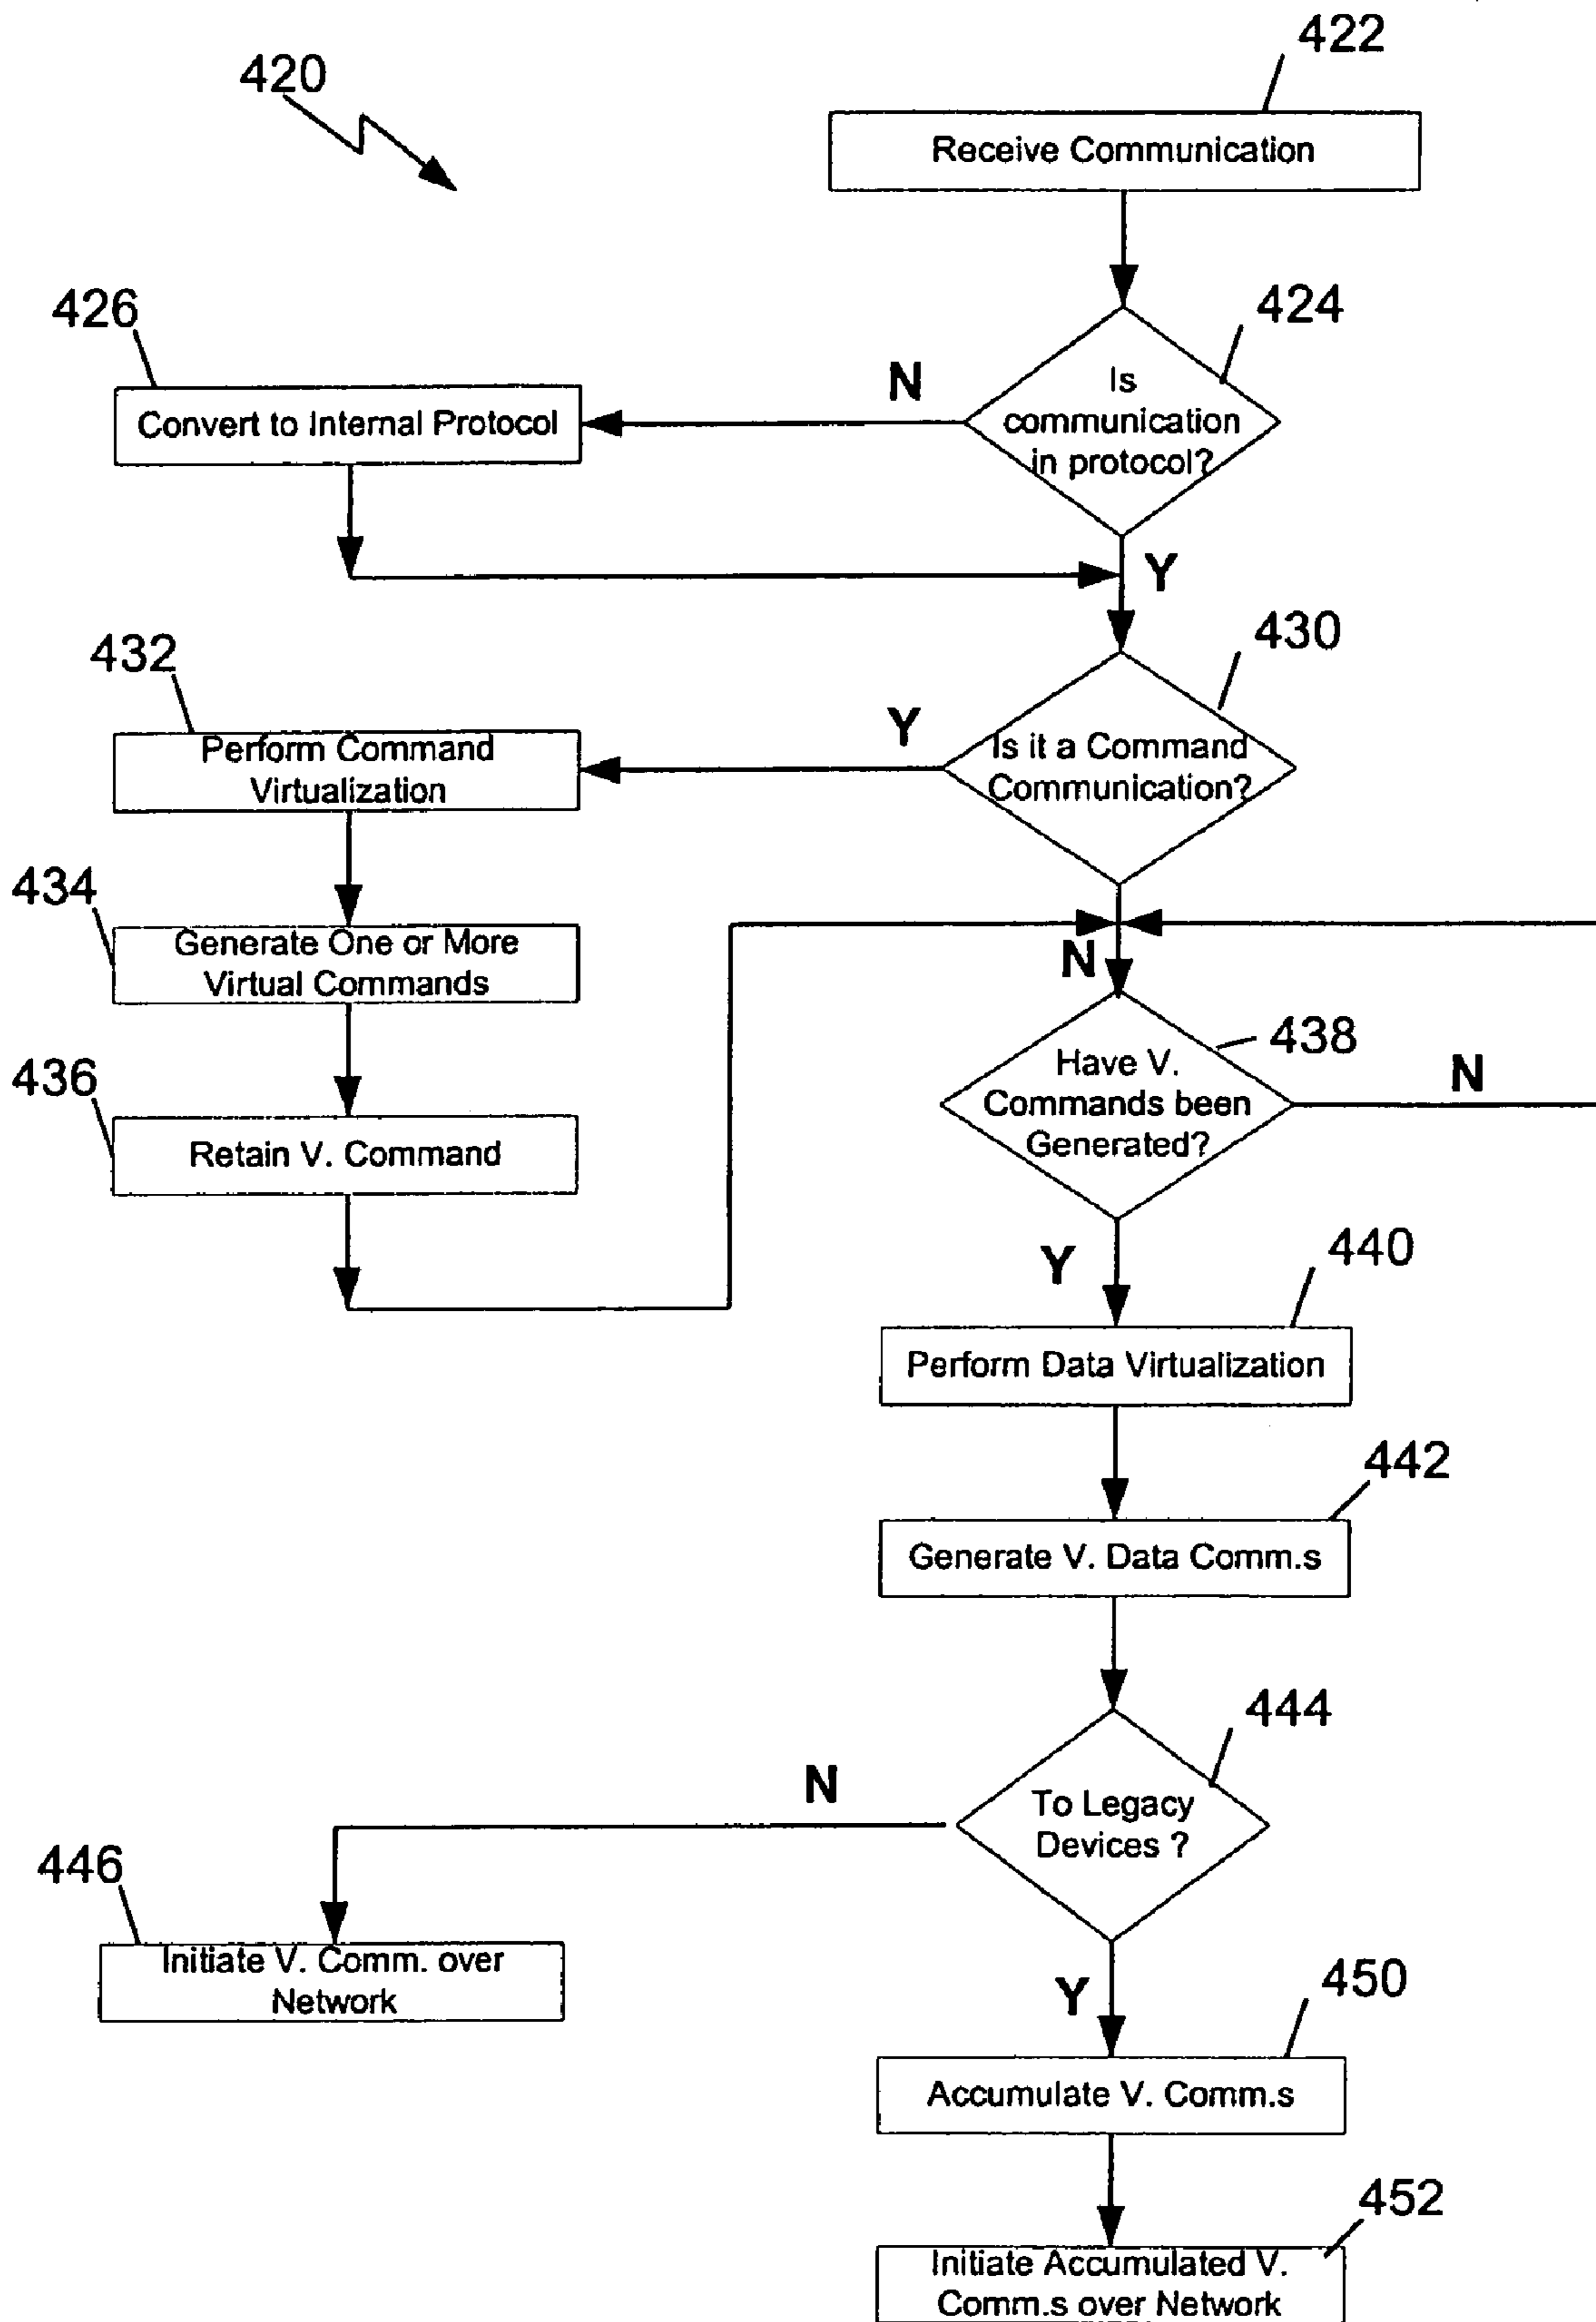 422
420
Receive Communication
424
426
N
Is
communication
in protocol?
Convert to Internal Protocol
Y
430
432
Y
Is it a Command
Communication?
Perform Command
Virtualization
434
Generate One or More
Virtual Commands
N
438
Have V.
Commands been
Generated?
N
436
Retain V. Command
Y
440
Perform Data Virtualization
442
Generate V. Data Comm.s
444
N
To Legacy
Devices ?
446
Initiate V. Comm. over
Network
Y
450
Accumulate V. Comm.s
452
Initiate Accumulated V.
Comm.s over Network